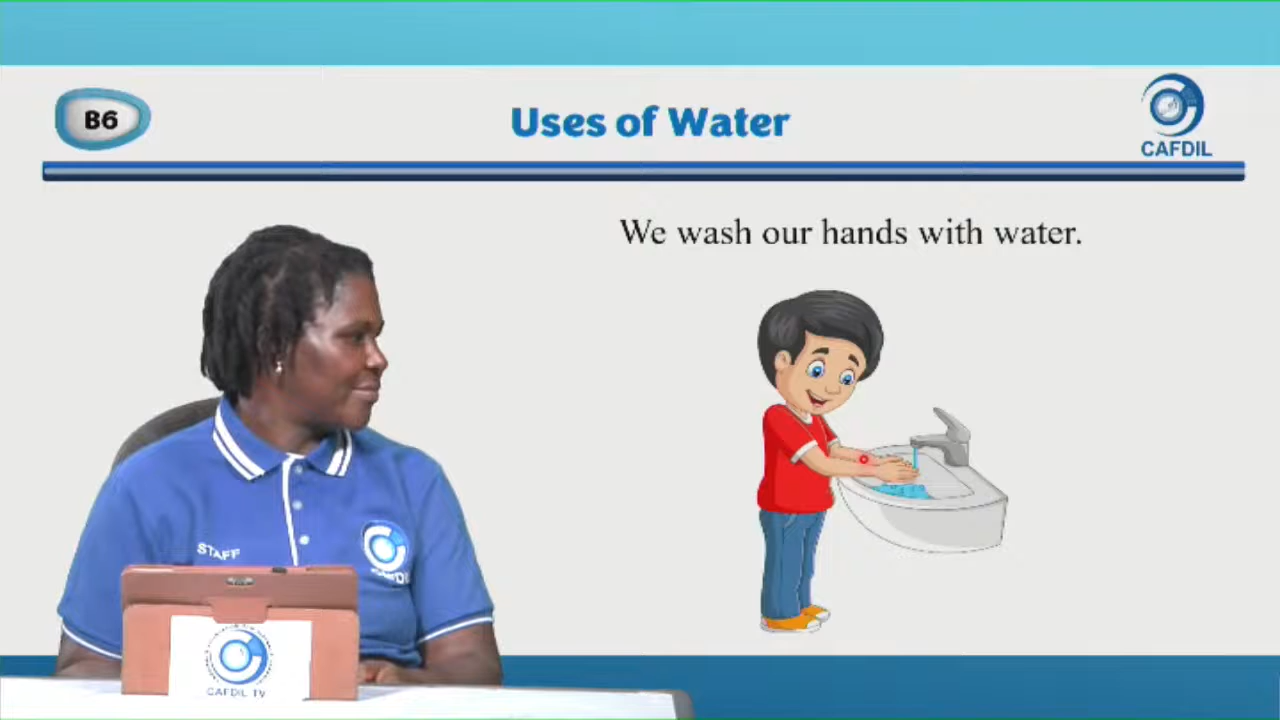 B6
Uses of Water
CAFDIL
We wash our hands with water.
STAFF
CAFDIL TV